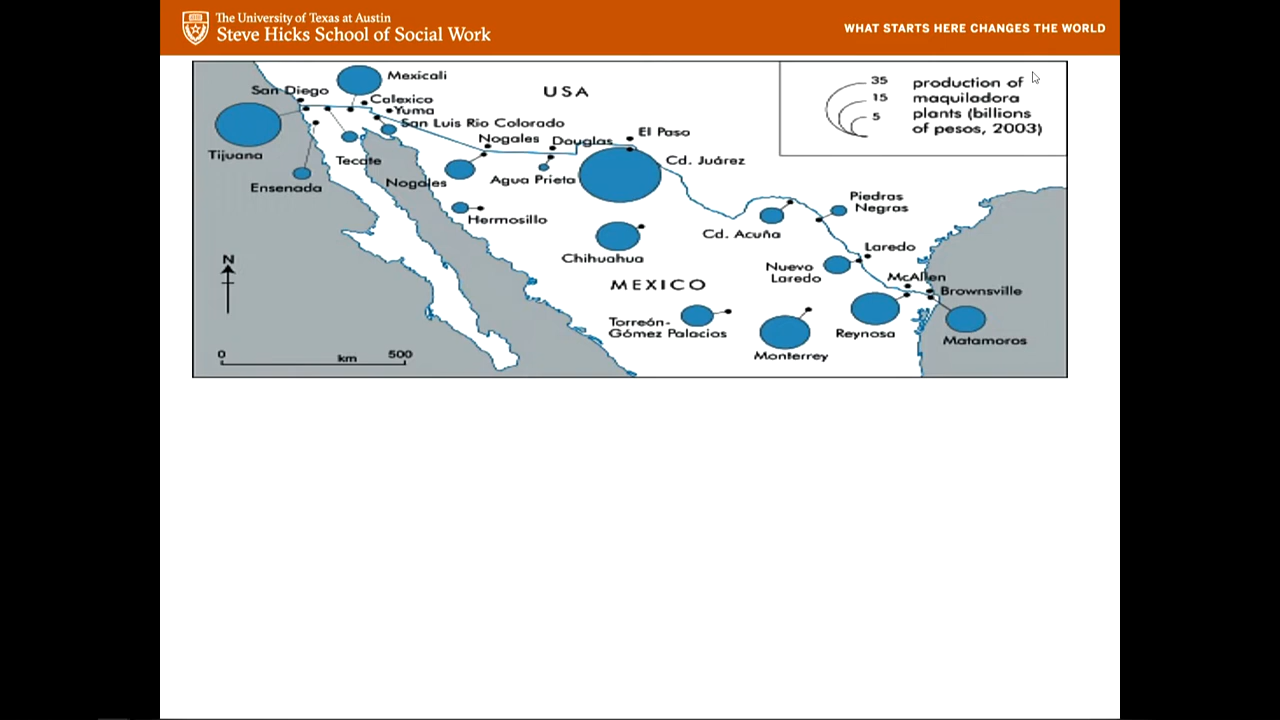 The University of Texas at Austin
Steve Hicks School of Social Work
WHAT STARTS HERE CHANGES THE WORLD
Mexicali
San Diego
Calexico
Yuma
San Luis Rio Colorado
USA
35
15
5
production of
maquiladora
plants (billions
of pesos, 2003)
Tijuana
Tecate
Ensenada
Nogales
Nogales
Douglas
Agua Prieta
El Paso
Cd. Juárez
Hermosillo
Chihuahua
Cd. Acuña
Piedras
Negras
Laredo
Nuevo
Laredo
McAllen
Brownsville
MEXICO
N
Torreón-
Gómez Palacios
Monterrey
Reynosa
Matamoros
0
km
500